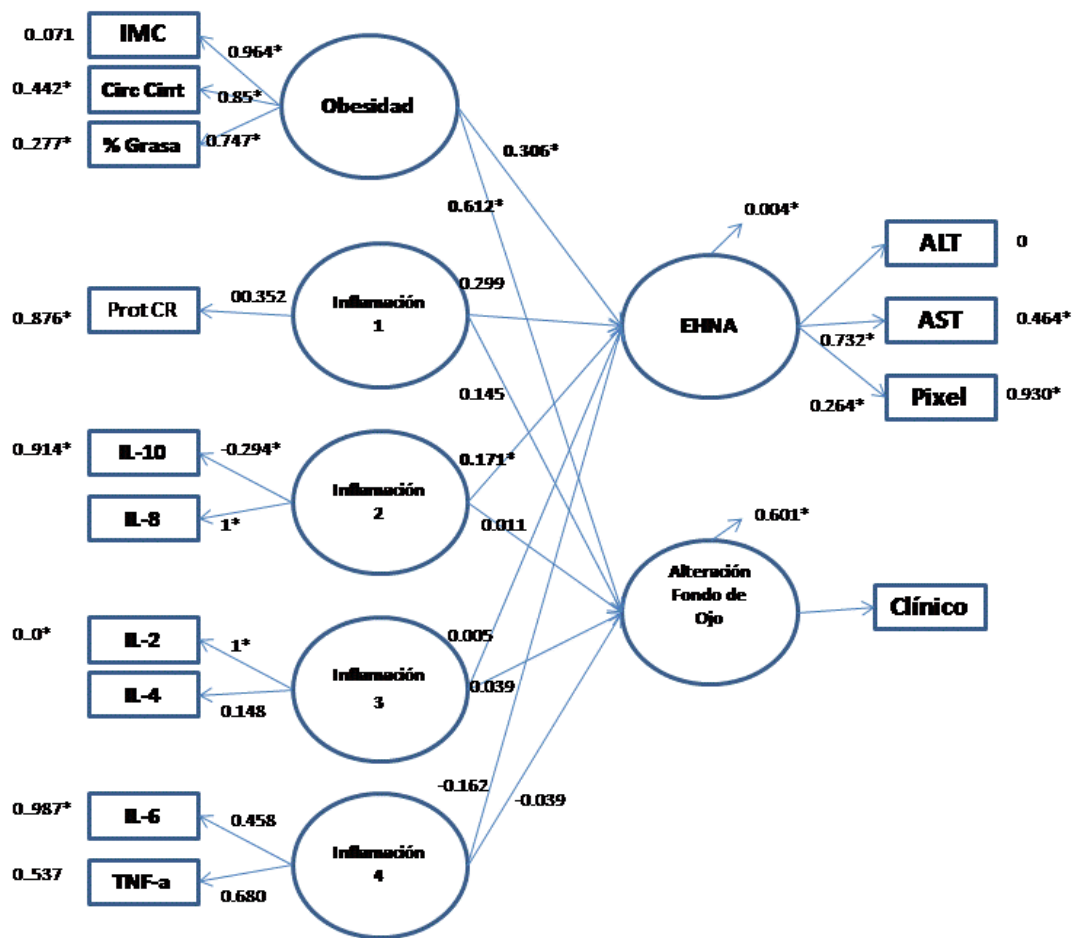 0..071
IMC
0.964*
0..442*
Circ Cint
0.85*
0..277*
% Grasa
0.747*
Obesidad
0.306*
0.612*
0..876*
Prot CR
00.352
Inflamación
1
0.299
0.145
0.914*
IL-10
-0.294*
IL-8
1*
Inflamación
2
0.171*
0.011
0..0*
IL-2
1*
IL-4
0.148
Inflamación
3
0.005
0.039
0.987*
IL-6
0.458
0..537
TNF-a
0.680
Inflamación
4
-0.162
-0.039
EHNA
0.004*
ALT
0
AST
0.464*
0.732*
Pixel
0.930*
0.264*
Alteración
Fondo de
Ojo
0.601*
Clínico